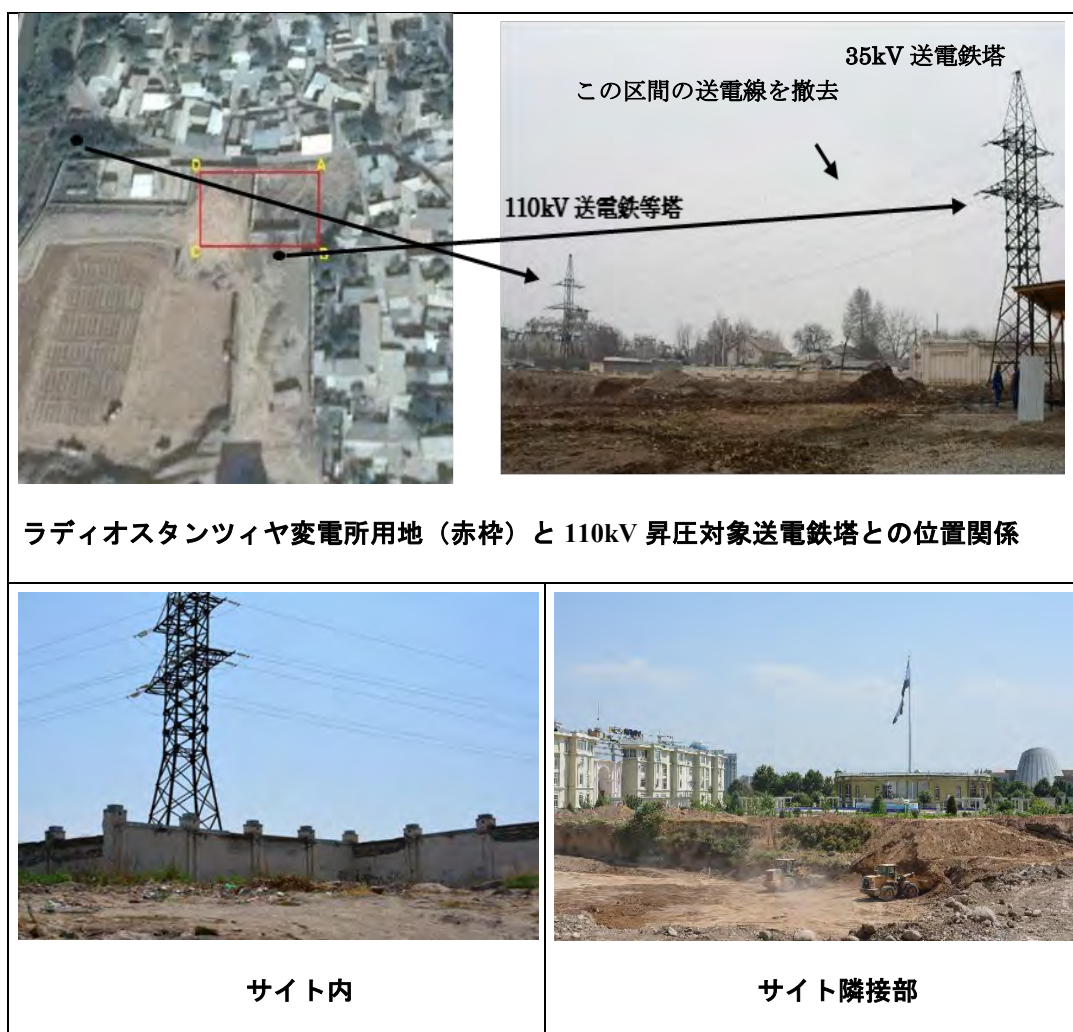 35kV 送電鉄塔
この区間の送電線を撤去
110kV 送電鉄等塔
D A
C B
ラディオスタンツィヤ変電所用地（赤枠）と 110kV 昇圧対象送電鉄塔との位置関係
サイト内
サイト隣接部